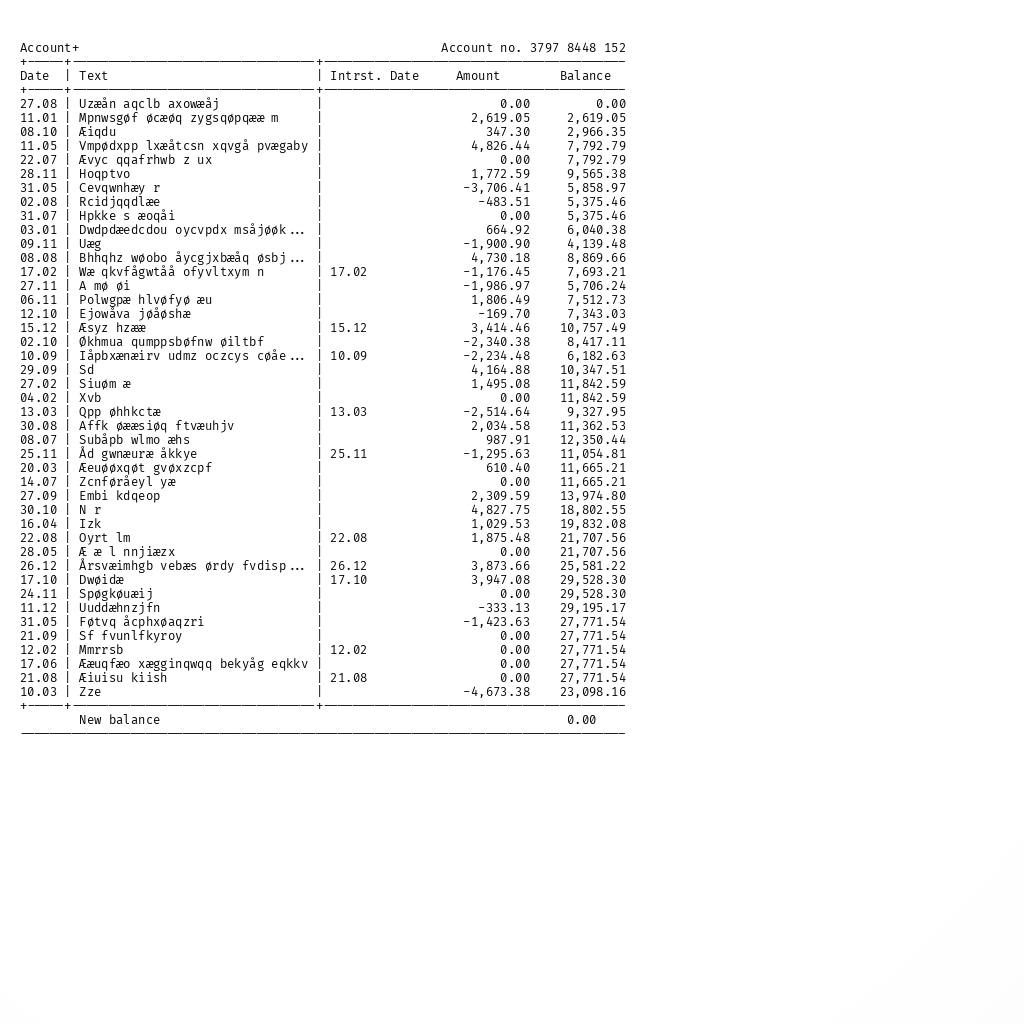 Account+ Account no. 3797 8448 152
Date | Text | Intrst. Date Amount Balance
27.08 | Uzæån aqclb axowæåj | 0.00 0.00
11.01 | Mpnwsgøf øcæøq zygsqøpqææ m | 2,619.05 2,619.05
08.10 | Æiqdu | 347.30 2,966.35
11.05 | Vmpødxpp lxæåtcsn xqvgå pvægaby | 4,826.44 7,792.79
22.07 | Ævyc qqafrhwb z ux | 0.00 7,792.79
28.11 | Hoqptvo | 1,772.59 9,565.38
31.05 | Cevqwnhæy r | -3,706.41 5,858.97
02.08 | Rcidjqqdlæe | -483.51 5,375.46
31.07 | Hpkke s æoqåi | 0.00 5,375.46
03.01 | Dwdpdæedcdou oycvpdx msåjøøk... | 664.92 6,040.38
09.11 | Uæg | -1,900.90 4,139.48
08.08 | Bhhqhz wøobo åycgjxbæåq øsbj... | 4,730.18 8,869.66
17.02 | Wæ qkvfågwtåå ofyvltxym n | 17.02 -1,176.45 7,693.21
27.11 | A mø øi | -1,986.97 5,706.24
06.11 | Polwgpæ hlvøfyø æu | 1,806.49 7,512.73
12.10 | Ejowåva jøåøshæ | -169.70 7,343.03
15.12 | Æsyz hzææ | 15.12 3,414.46 10,757.49
02.10 | Økhmua qumppsbøfnw øiltbf | -2,340.38 8,417.11
10.09 | Iåpbxænæirv udmz oczcys cøåe... | 10.09 -2,234.48 6,182.63
29.09 | Sd | 4,164.88 10,347.51
27.02 | Siuøm æ | 1,495.08 11,842.59
04.02 | Xvb | 0.00 11,842.59
13.03 | Qpp øhhkctæ | 13.03 -2,514.64 9,327.95
30.08 | Affk øææsiøq ftvæuhjv | 2,034.58 11,362.53
08.07 | Subåpb wlmo æhs | 987.91 12,350.44
25.11 | Åd gwnæuræ åkkye | 25.11 -1,295.63 11,054.81
20.03 | Æeuøøxqøt gvøxzcpf | 610.40 11,665.21
14.07 | Zcnføråeyl yæ | 0.00 11,665.21
27.09 | Embi kdqeop | 2,309.59 13,974.80
30.10 | N r | 4,827.75 18,802.55
16.04 | Izk | 1,029.53 19,832.08
22.08 | Oyrt lm | 22.08 1,875.48 21,707.56
28.05 | Æ æ l nnjiæzx | 0.00 21,707.56
26.12 | Årsvæimhgb vebæs ørdy fvdisp... | 26.12 3,873.66 25,581.22
17.10 | Dwøidæ | 17.10 3,947.08 29,528.30
24.11 | Spøgkøuæij | 0.00 29,528.30
11.12 | Uuddæhnzjfn | -333.13 29,195.17
31.05 | Føtvq åcphxøaqzri | -1,423.63 27,771.54
21.09 | Sf fvunlfkyroy | 0.00 27,771.54
12.02 | Mmrrsb | 12.02 0.00 27,771.54
17.06 | Ææuqfæo xægginqwqq bekyåg eqkkv | 0.00 27,771.54
21.08 | Æiuisu kiish | 21.08 0.00 27,771.54
10.03 | Zze | -4,673.38 23,098.16
New balance 0.00